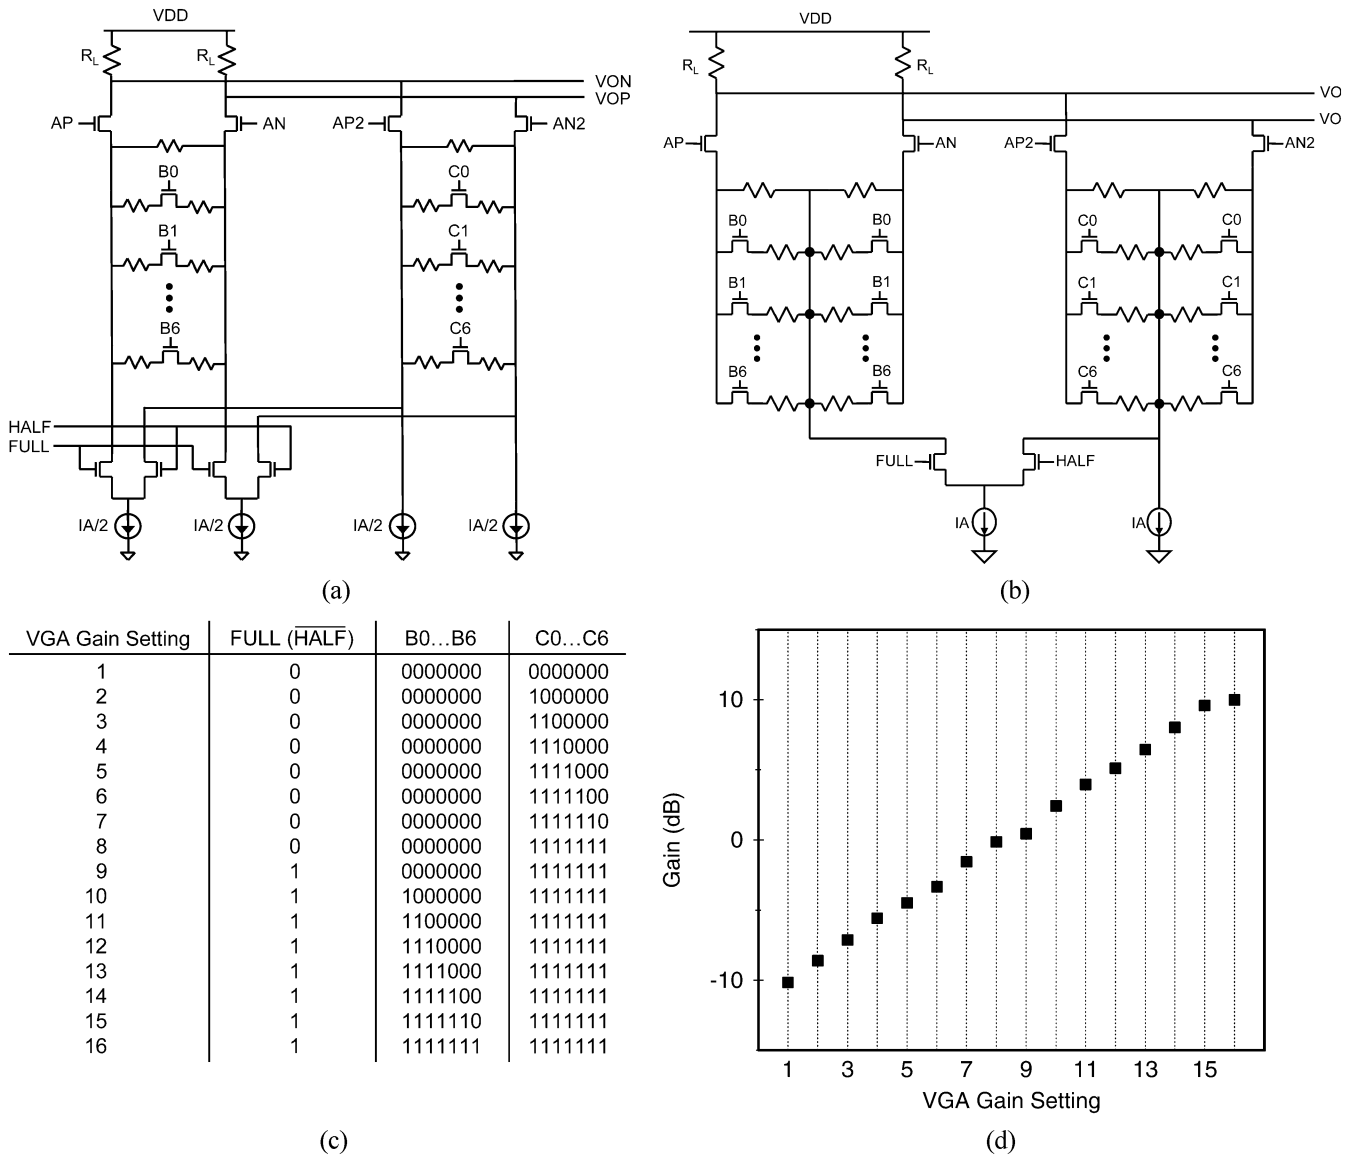 VDD
RL
RL
VON
VOP
AP
AN
AP2
AN2
B0
C0
B1
C1
B6
C6
HALF
FULL
IA/2
IA/2
IA/2
IA/2
(a)
VDD
RL
RL
VO
VO
AP
AN
AP2
AN2
B0
B0
C0
C0
B1
B1
C1
C1
B6
B6
C6
C6
FULL
HALF
IA
IA
(b)
VGA Gain Setting FULL (HALF) B0...B6 C0...C6
1 0 0000000 0000000
2 0 0000000 1000000
3 0 0000000 1100000
4 0 0000000 1110000
5 0 0000000 1111000
6 0 0000000 1111100
7 0 0000000 1111110
8 0 0000000 1111111
9 1 0000000 1111111
10 1 1000000 1111111
11 1 1100000 1111111
12 1 1110000 1111111
13 1 1111000 1111111
14 1 1111100 1111111
15 1 1111110 1111111
16 1 1111111 1111111
(c)
10
0
-10
Gain (dB)
1 3 5 7 9 11 13 15
VGA Gain Setting
(d)